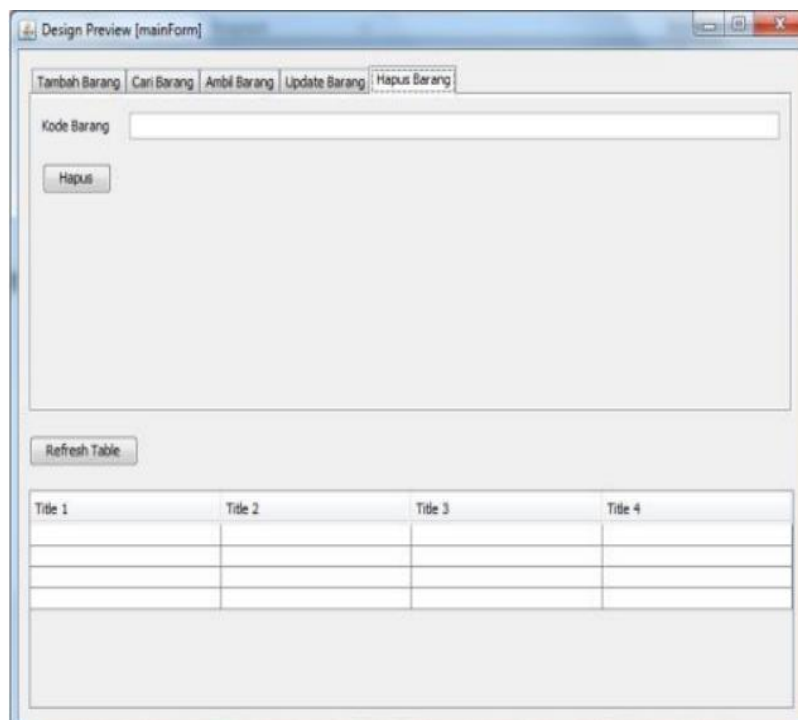 Design Preview [mainForm]
Tambah Barang Cari Barang Ambil Barang Update Barang Hapus Barang
Kode Barang
Hapus
Refresh Table
Title 1 Title 2 Title 3 Title 4